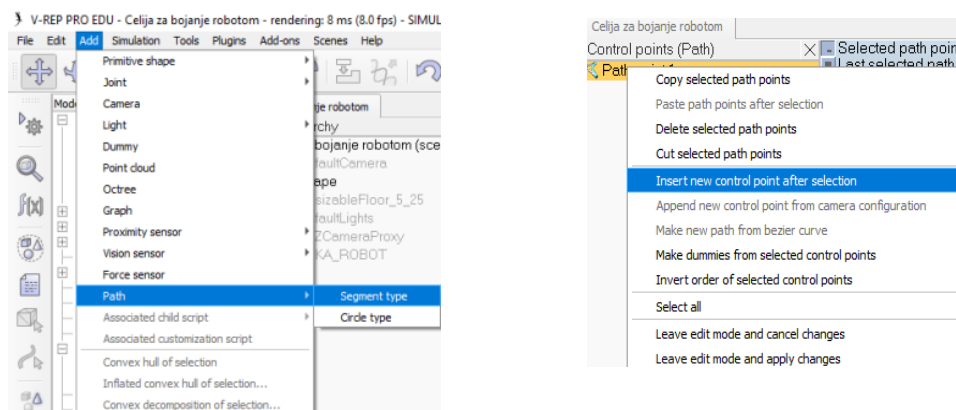 V-REP PRO EDU - Celija za bojanje robotom - rendering: 8 ms (8.0 fps) - SIMUL
File Edit Add Simulation Tools Plugins Add-ons Scenes Help
Primitive shape
Joint
Camera
Light
Dummy
Point cloud
Octree
Graph
Proximity sensor
Vision sensor
Force sensor
Path
Associated child script
Associated customization script
Convex hull of selection
Inflated convex hull of selection...
Convex decomposition of selection...
Segment type
Circle type
Mod
f(x)
nje robotom
rchy
bojanje robotom (sce
faultCamera
ape
sizableFloor_5_25
faultLights
ZCameraProxy
KA_ROBOT
Celija za bojanje robotom
Control points (Path)
Selected path poin
Last selected path
Path
Copy selected path points
Paste path points after selection
Delete selected path points
Cut selected path points
Insert new control point after selection
Append new control point from camera configuration
Make new path from bezier curve
Make dummies from selected control points
Invert order of selected control points
Select all
Leave edit mode and cancel changes
Leave edit mode and apply changes